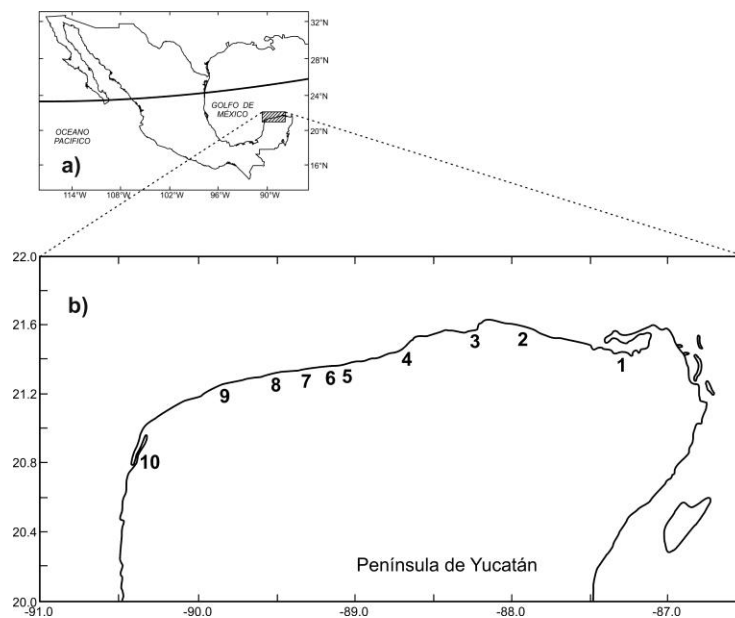 32°N
28°N
24°N
20°N
16°N
GOLFO DE
MÉXICO
OCEANO
PACIFICO
a)
114°W
108°W
102°W
96°W
90°W
22.0
21.6
21.2
20.8
20.4
20.0
b)
1
2
3
4
5
6
7
8
9
10
Península de Yucatán
-91.0
-90.0
-89.0
-88.0
-87.0